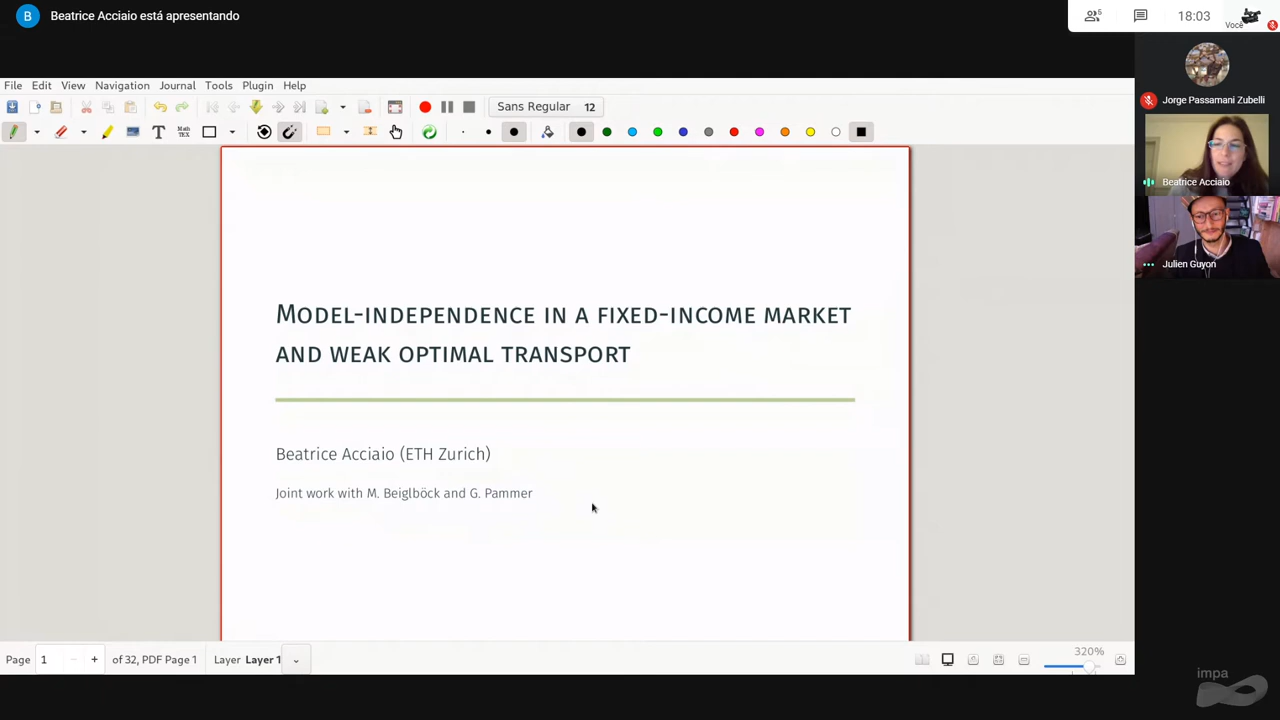 B Beatrice Acciaio está apresentando
6
18:03
Você
File Edit View Navigation Journal Tools Plugin Help
Sans Regular 12
T MATH TEX
Jorge Passamani Zubelli
Beatrice Acciaio
Julien Guyon
MODEL-INDEPENDENCE IN A FIXED-INCOME MARKET
AND WEAK OPTIMAL TRANSPORT
Beatrice Acciaio (ETH Zurich)
Joint work with M. Beiglböck and G. Pammer
Page 1 − + of 32, PDF Page 1 Layer Layer 1
320%
impa